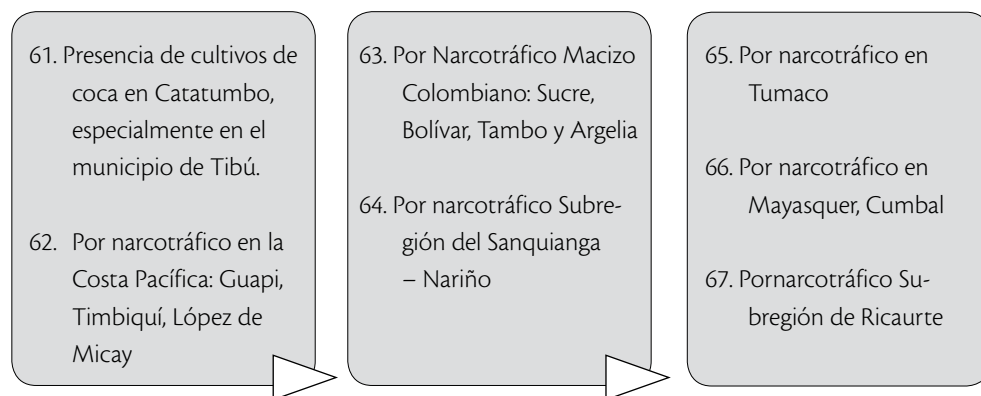 61. Presencia de cultivos de
coca en Catatumbo,
especialmente en el
municipio de Tibú.
62. Por narcotráfico en la
Costa Pacífica: Guapi,
Timbiquí, López de
Micay
63. Por Narcotráfico Macizo
Colombiano: Sucre,
Bolívar, Tambo y Argelia
64. Por narcotráfico Subre-
gión del Sanquianga
– Nariño
65. Por narcotráfico en
Tumaco
66. Por narcotráfico en
Mayasquer, Cumbal
67. Pornarcotráfico Su-
bregión de Ricaurte